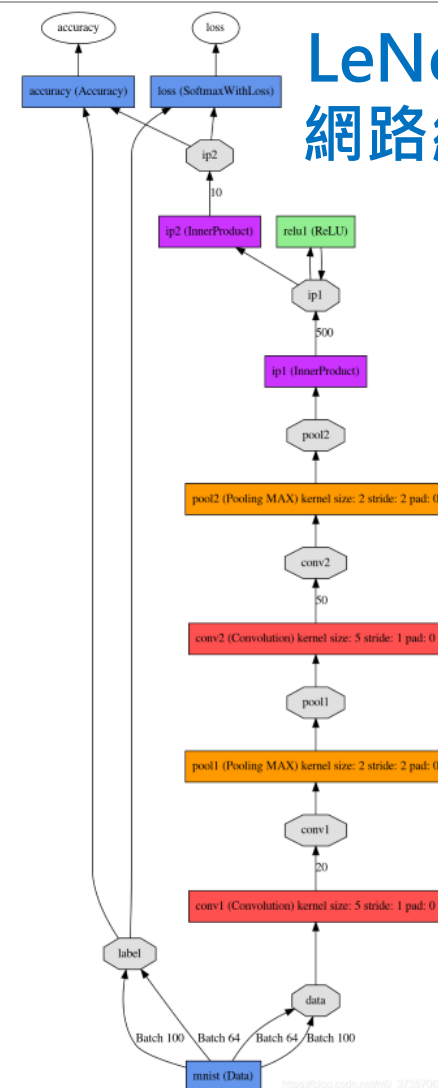 accuracy
loss
LeNe
網路
accuracy (Accuracy)
loss (SoftmaxWithLoss)
ip2
10
ip2 (InnerProduct)
relu1 (ReLU)
ip1
500
ip1 (InnerProduct)
pool2
pool2 (Pooling MAX) kernel size: 2 stride: 2 pad: 0
conv2
50
conv2 (Convolution) kernel size: 5 stride: 1 pad: 0
pool1
pool1 (Pooling MAX) kernel size: 2 stride: 2 pad: 0
conv1
20
conv1 (Convolution) kernel size: 5 stride: 1 pad: 0
label
data
Batch 100
Batch 64
Batch 64
Batch 100
mnist (Data)